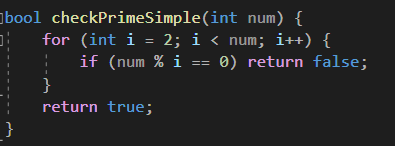 bool checkPrimeSimple(int num) {
    for (int i = 2; i < num; i++) {
        if (num % i == 0) return false;
    }
    return true;
}